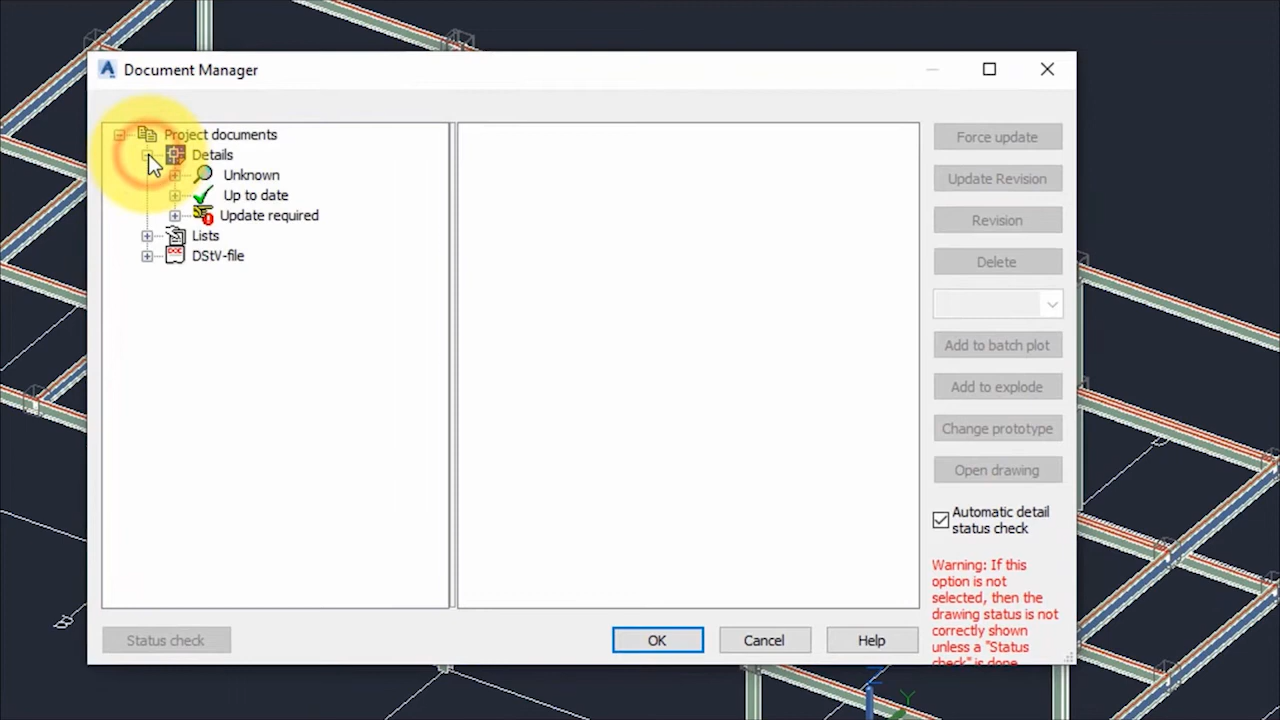 Document Manager
Project documents
Details
Unknown
Up to date
Update required
Lists
DStV-file
Force update
Update Revision
Revision
Delete
Add to batch plot
Add to explode
Change prototype
Open drawing
Automatic detail
status check
Warning: If this
option is not
selected, then the
drawing status is not
correctly shown
unless a "Status
check" is done
Status check
OK
Cancel
Help
B
Z
Y